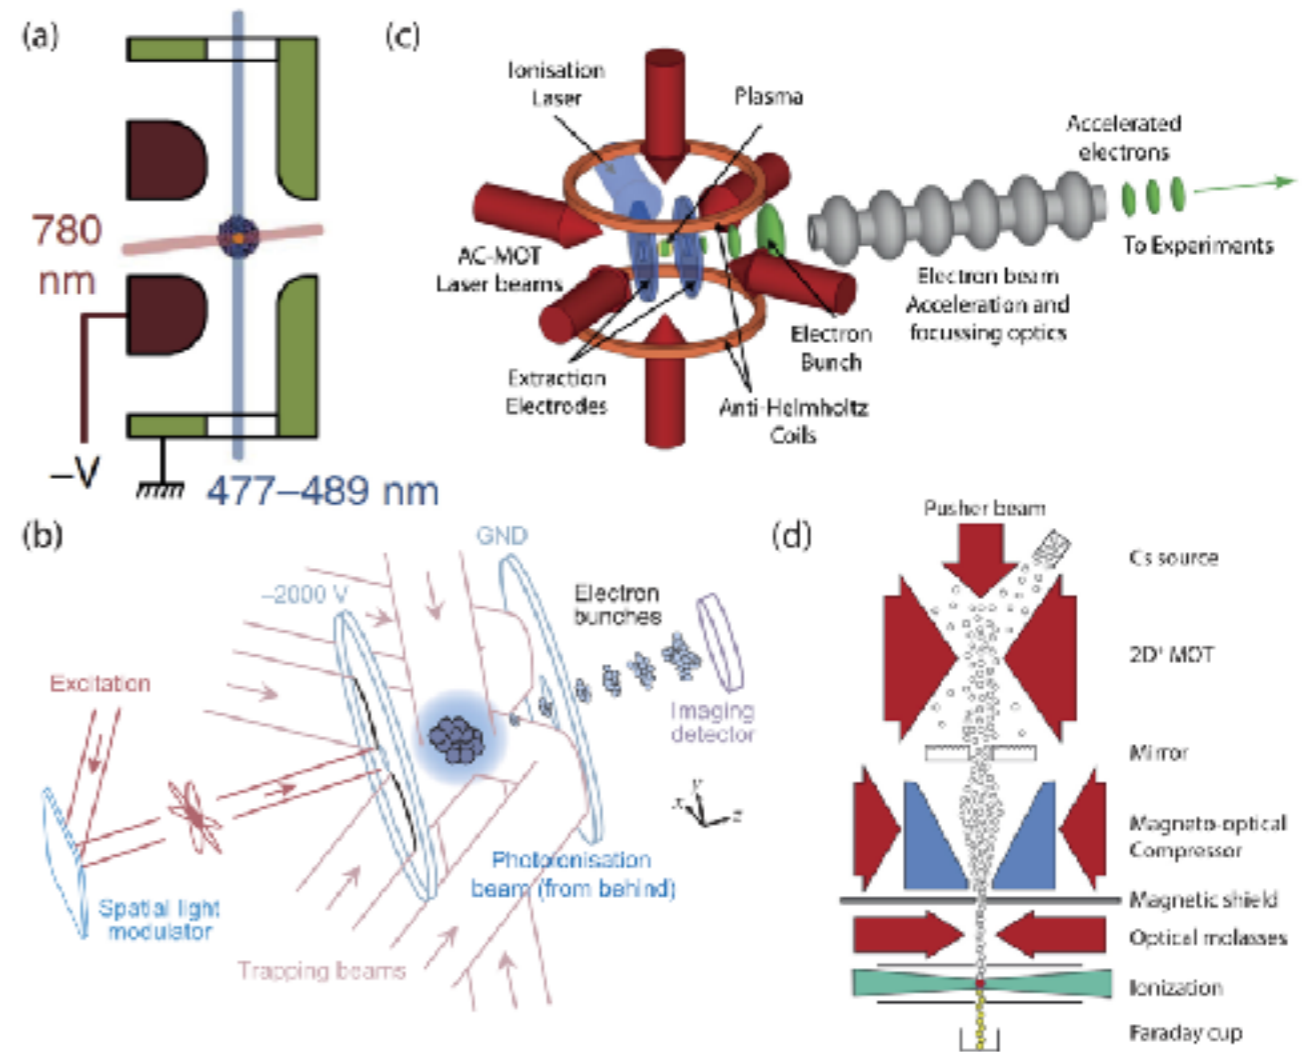 (a)
780
nm
−V
477–489 nm
(c)
Ionisation
Laser
Plasma
AC-MOT
Laser beams
Extraction
Electrodes
Anti-Helmholtz
Coils
Electron
Bunch
Electron beam
Acceleration and
focussing optics
Accelerated
electrons
To Experiments
(b)
GND
−2000 V
Electron
bunches
Excitation
Imaging
detector
x
y
z
Photoionisation
beam (from behind)
Spatial light
modulator
Trapping beams
(d)
Pusher beam
Cs source
2D⁺ MOT
Mirror
Magneto-optical
Compressor
Magnetic shield
Optical molasses
Ionization
Faraday cup